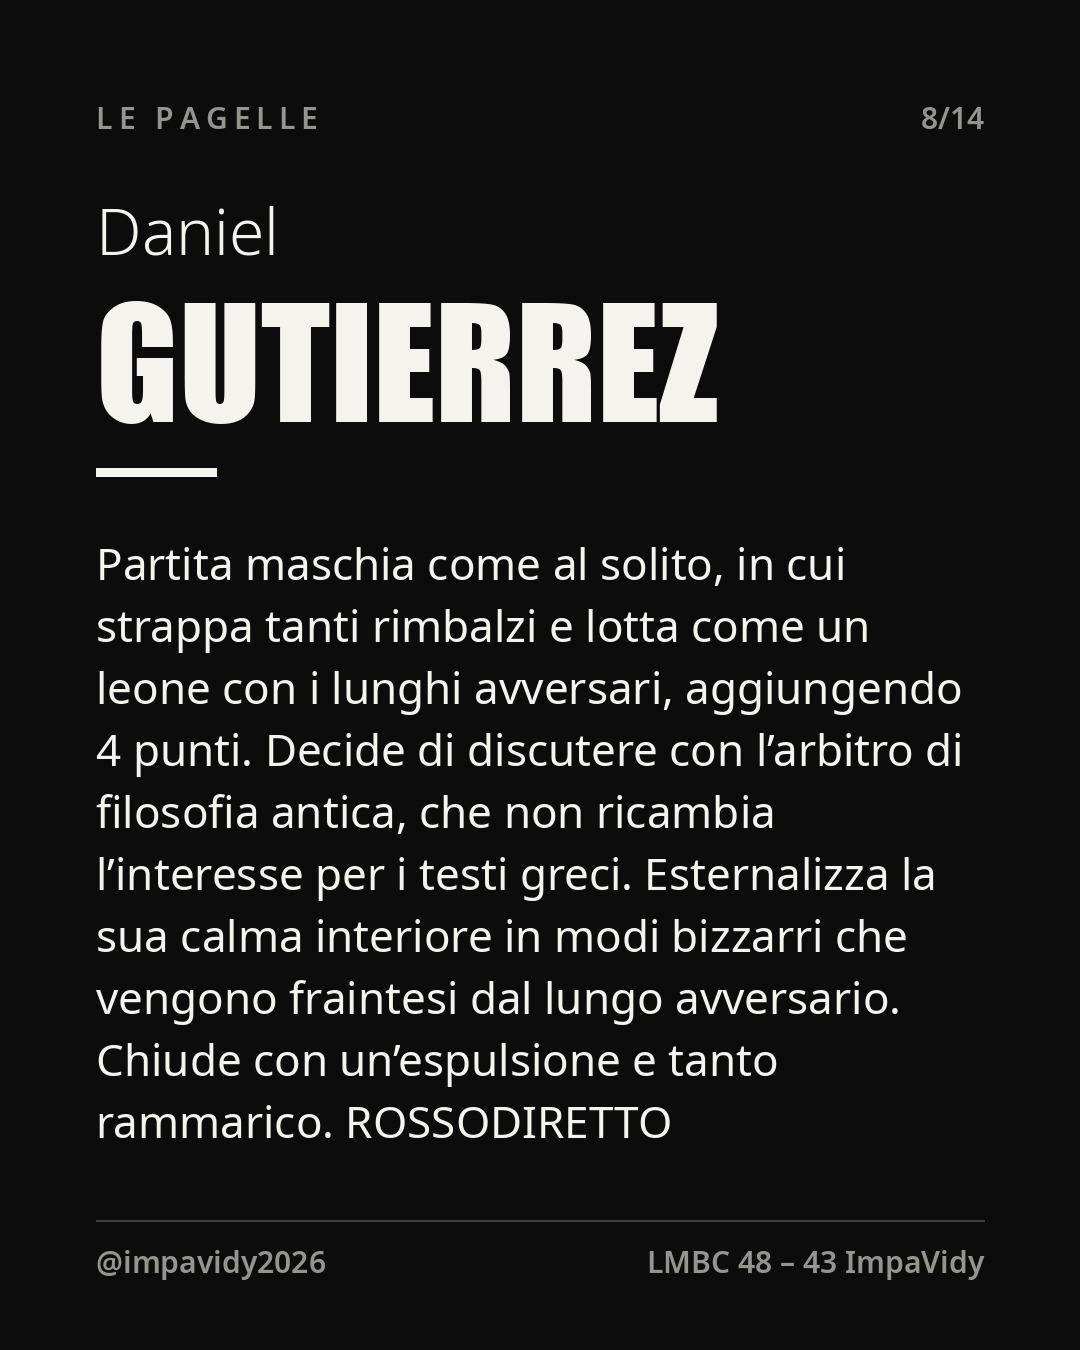 LE PAGELLE
8/14
Daniel
GUTIERREZ
Partita maschia come al solito, in cui
strappa tanti rimbalzi e lotta come un
leone con i lunghi avversari, aggiungendo
4 punti. Decide di discutere con l’arbitro di
filosofia antica, che non ricambia
l’interesse per i testi greci. Esternalizza la
sua calma interiore in modi bizzarri che
vengono fraintesi dal lungo avversario.
Chiude con un’espulsione e tanto
rammarico. ROSSODIRETTO
@impavidy2026
LMBC 48 – 43 ImpaVidy